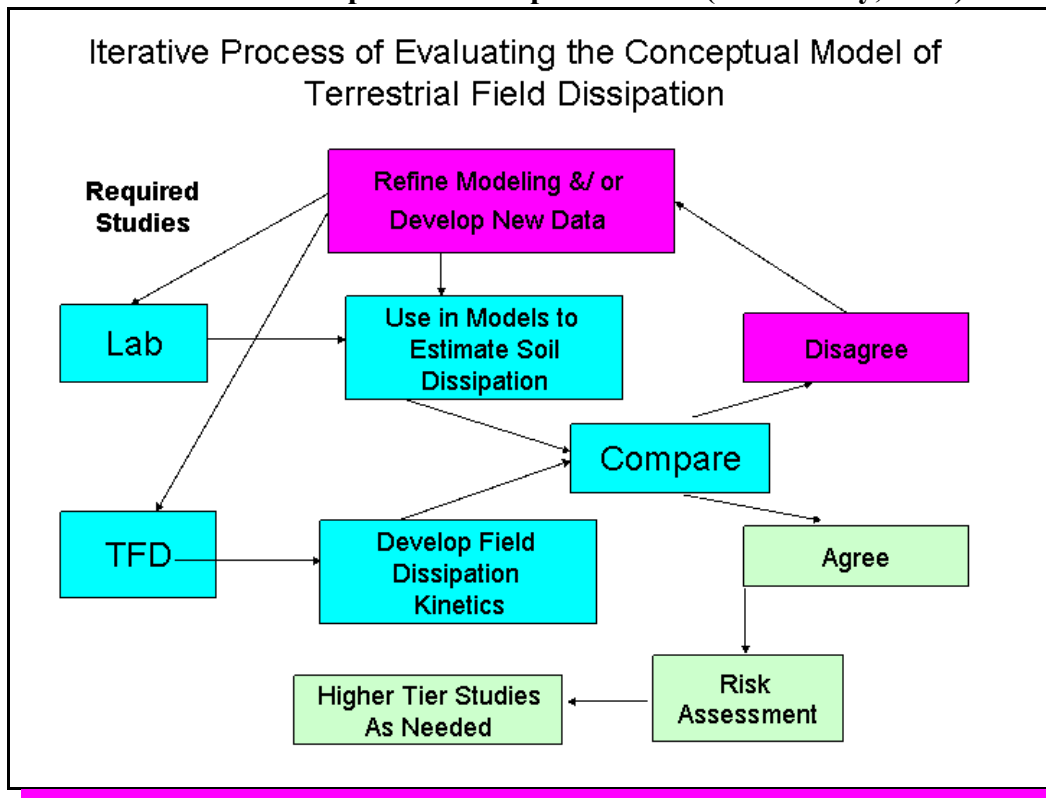 Iterative Process of Evaluating the Conceptual Model of
Terrestrial Field Dissipation
Required
Studies
Refine Modeling &/ or
Develop New Data
Lab
Use in Models to
Estimate Soil
Dissipation
Disagree
Compare
TFD
Develop Field
Dissipation
Kinetics
Agree
Higher Tier Studies
As Needed
Risk
Assessment